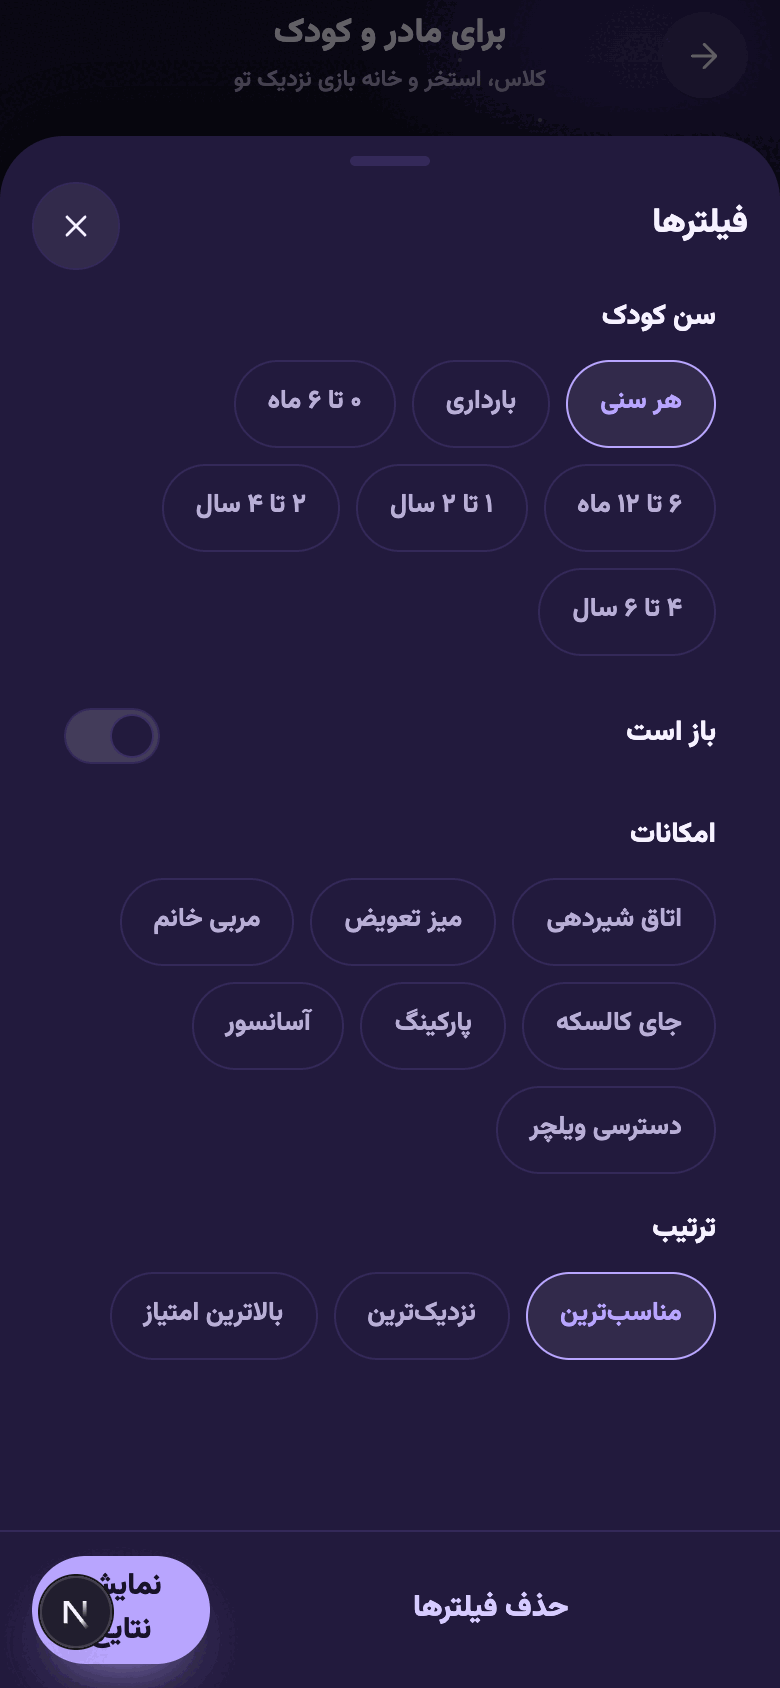 برای مادر و کودک
کلاس، استخر و خانه بازی نزدیک تو
فیلترها
سن کودک
هر سنی
بارداری
۰ تا ۶ ماه
۶ تا ۱۲ ماه
۱ تا ۲ سال
۲ تا ۴ سال
۴ تا ۶ سال
باز است
امکانات
اتاق شیردهی
میز تعویض
مربی خانم
جای کالسکه
پارکینگ
آسانسور
دسترسی ویلچر
ترتیب
مناسب‌ترین
نزدیک‌ترین
بالاترین امتیاز
حذف فیلترها
نمایش
نتایج
N